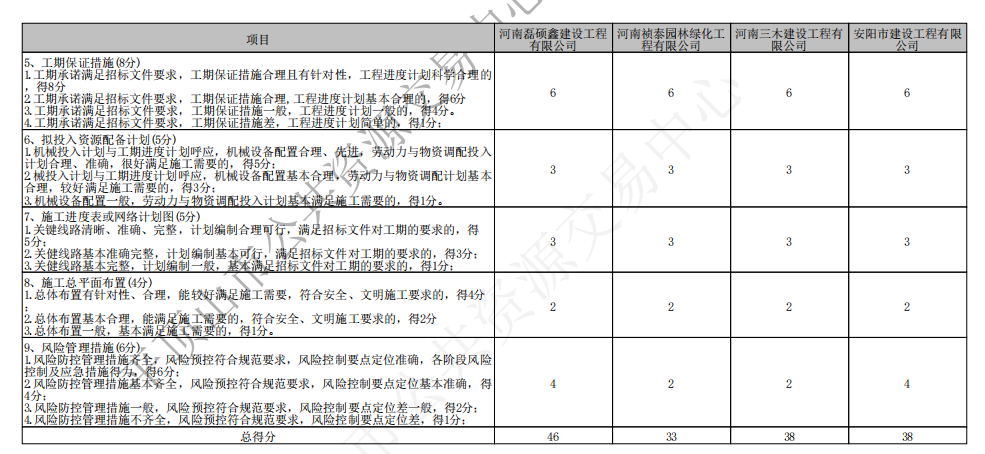 项目 河南磊硕鑫建设工程有限公司 河南祯泰园林绿化工程有限公司 河南三木建设工程有限公司 安阳市建设工程有限公司
5、工期保证措施(8分)
1.工期承诺满足招标文件要求，工期保证措施合理且有针对性，工程进度计划科学合理的
，得8分
2.工期承诺满足招标文件要求，工期保证措施合理,工程进度计划基本合理的，得6分
3.工期承诺满足招标文件要求，工期保证措施一般，工程进度计划一般的，得4分。
4.工期承诺满足招标文件要求，工期保证措施差，工程进度计划简单的，得1分；
6 6 6 6
6、拟投入资源配备计划(5分)
1.机械投入计划与工期进度计划呼应，机械设备配置合理、先进，劳动力与物资调配投入
计划合理、准确，很好满足施工需要的，得5分；
2.械投入计划与工期进度计划呼应，机械设备配置基本合理，劳动力与物资调配计划基本
合理，较好满足施工需要的，得3分；
3.机械设备配置一般，劳动力与物资调配投入计划基本满足施工需要的，得1分。
3 3 3 3
7、施工进度表或网络计划图(5分)
1.关键线路清晰、准确、完整，计划编制合理可行，满足招标文件对工期的要求的，得
5分；
2.关健线路基本准确完整，计划编制基本可行，满足招标文件对工期的要求的，得3分；
3.关健线路基本完整，计划编制一般，基本满足招标文件对工期的要求的，得1分；
3 3 3 3
8、施工总平面布置(4分)
1.总体布置有针对性、合理，能较好满足施工需要，符合安全、文明施工要求的，得4分
；
2.总体布置基本合理，能满足施工需要的，符合安全、文明施工要求的，得2分
3.总体布置一般，基本满足施工需要的，得1分。
2 2 2 2
9、风险管理措施(6分)
1.风险防控管理措施齐全，风险预控符合规范要求，风险控制要点定位准确，各阶段风险
控制及应急措施得力，得6分；
2.风险防控管理措施基本齐全，风险预控符合规范要求，风险控制要点定位基本准确，得
4分；
3.风险防控管理措施一般，风险预控符合规范要求，风险控制要点定位差一般，得2分；
4.风险防控管理措施不齐全，风险预控符规范要求，风险控制要点定位差，得1分；
4 2 2 4
总得分 46 33 38 38
平顶山市公共资源交易中心
市公共资源交易中心